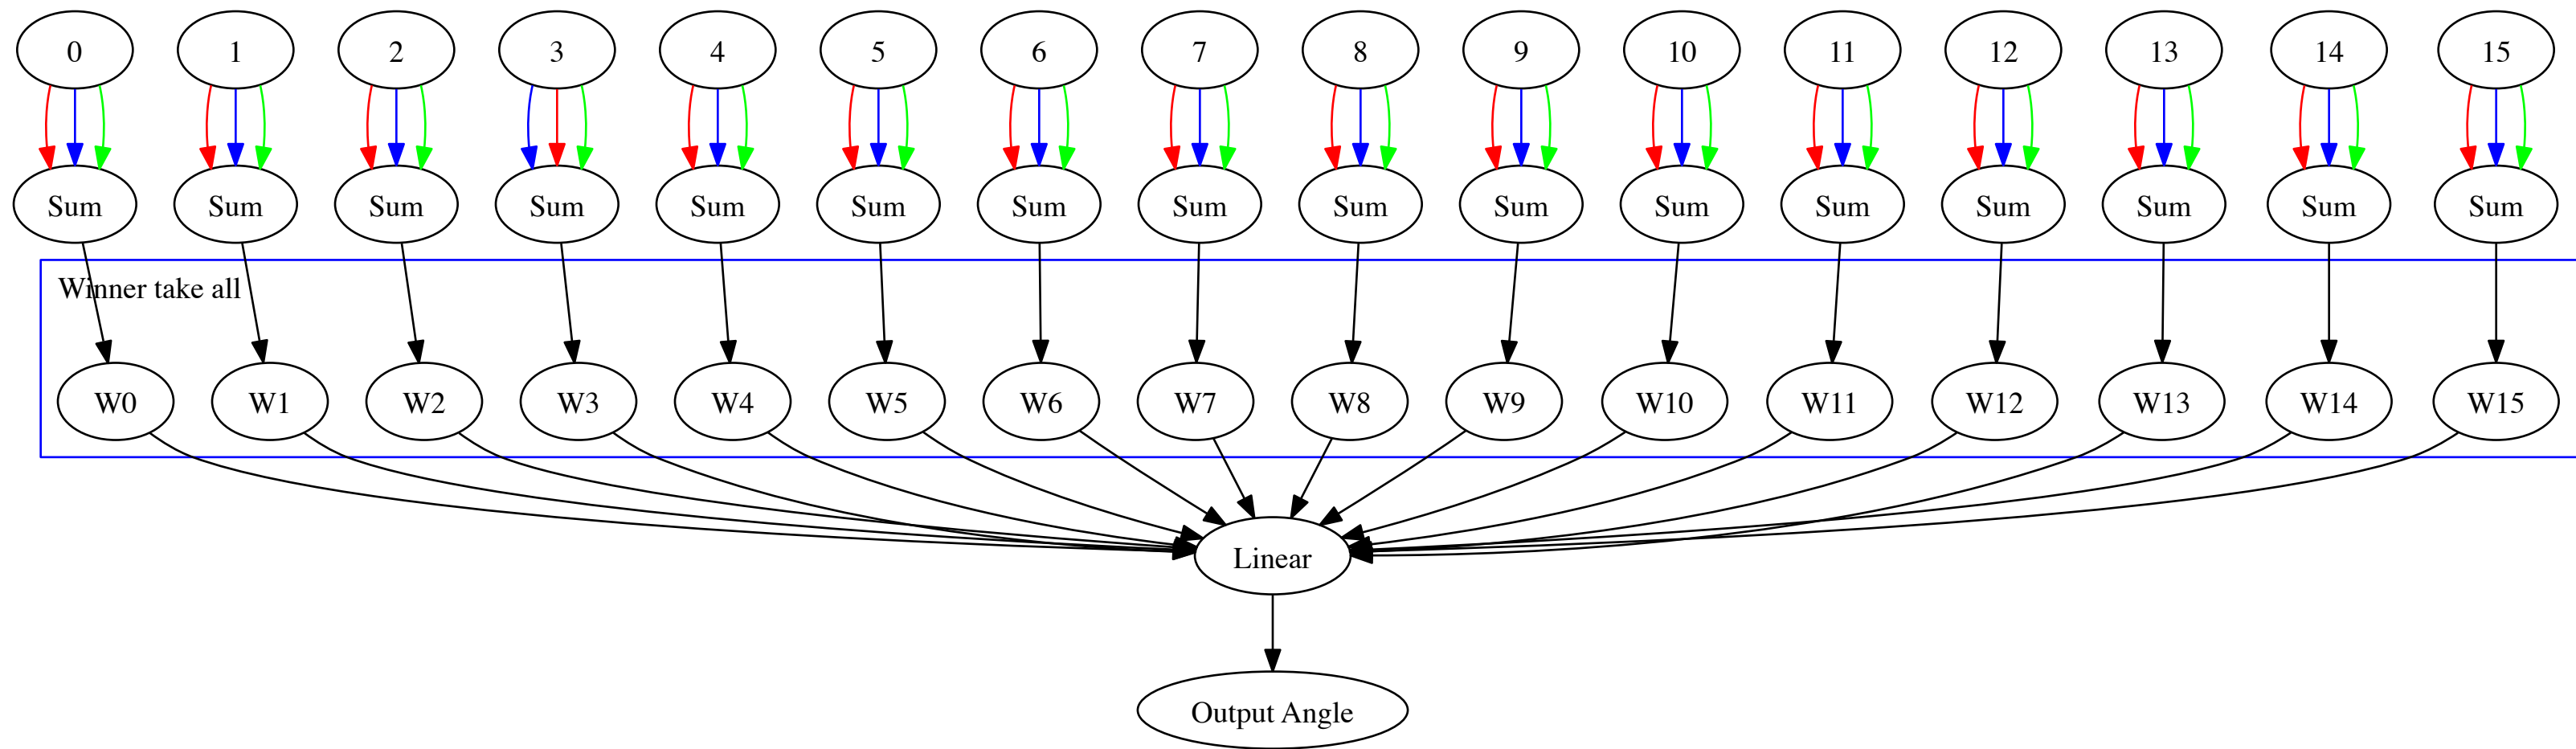 0 1 2 3 4 5 6 7 8 9 10 11 12 13 14 15
Sum Sum Sum Sum Sum Sum Sum Sum Sum Sum Sum Sum Sum Sum Sum Sum
Winner take all
W0 W1 W2 W3 W4 W5 W6 W7 W8 W9 W10 W11 W12 W13 W14 W15
Linear
Output Angle